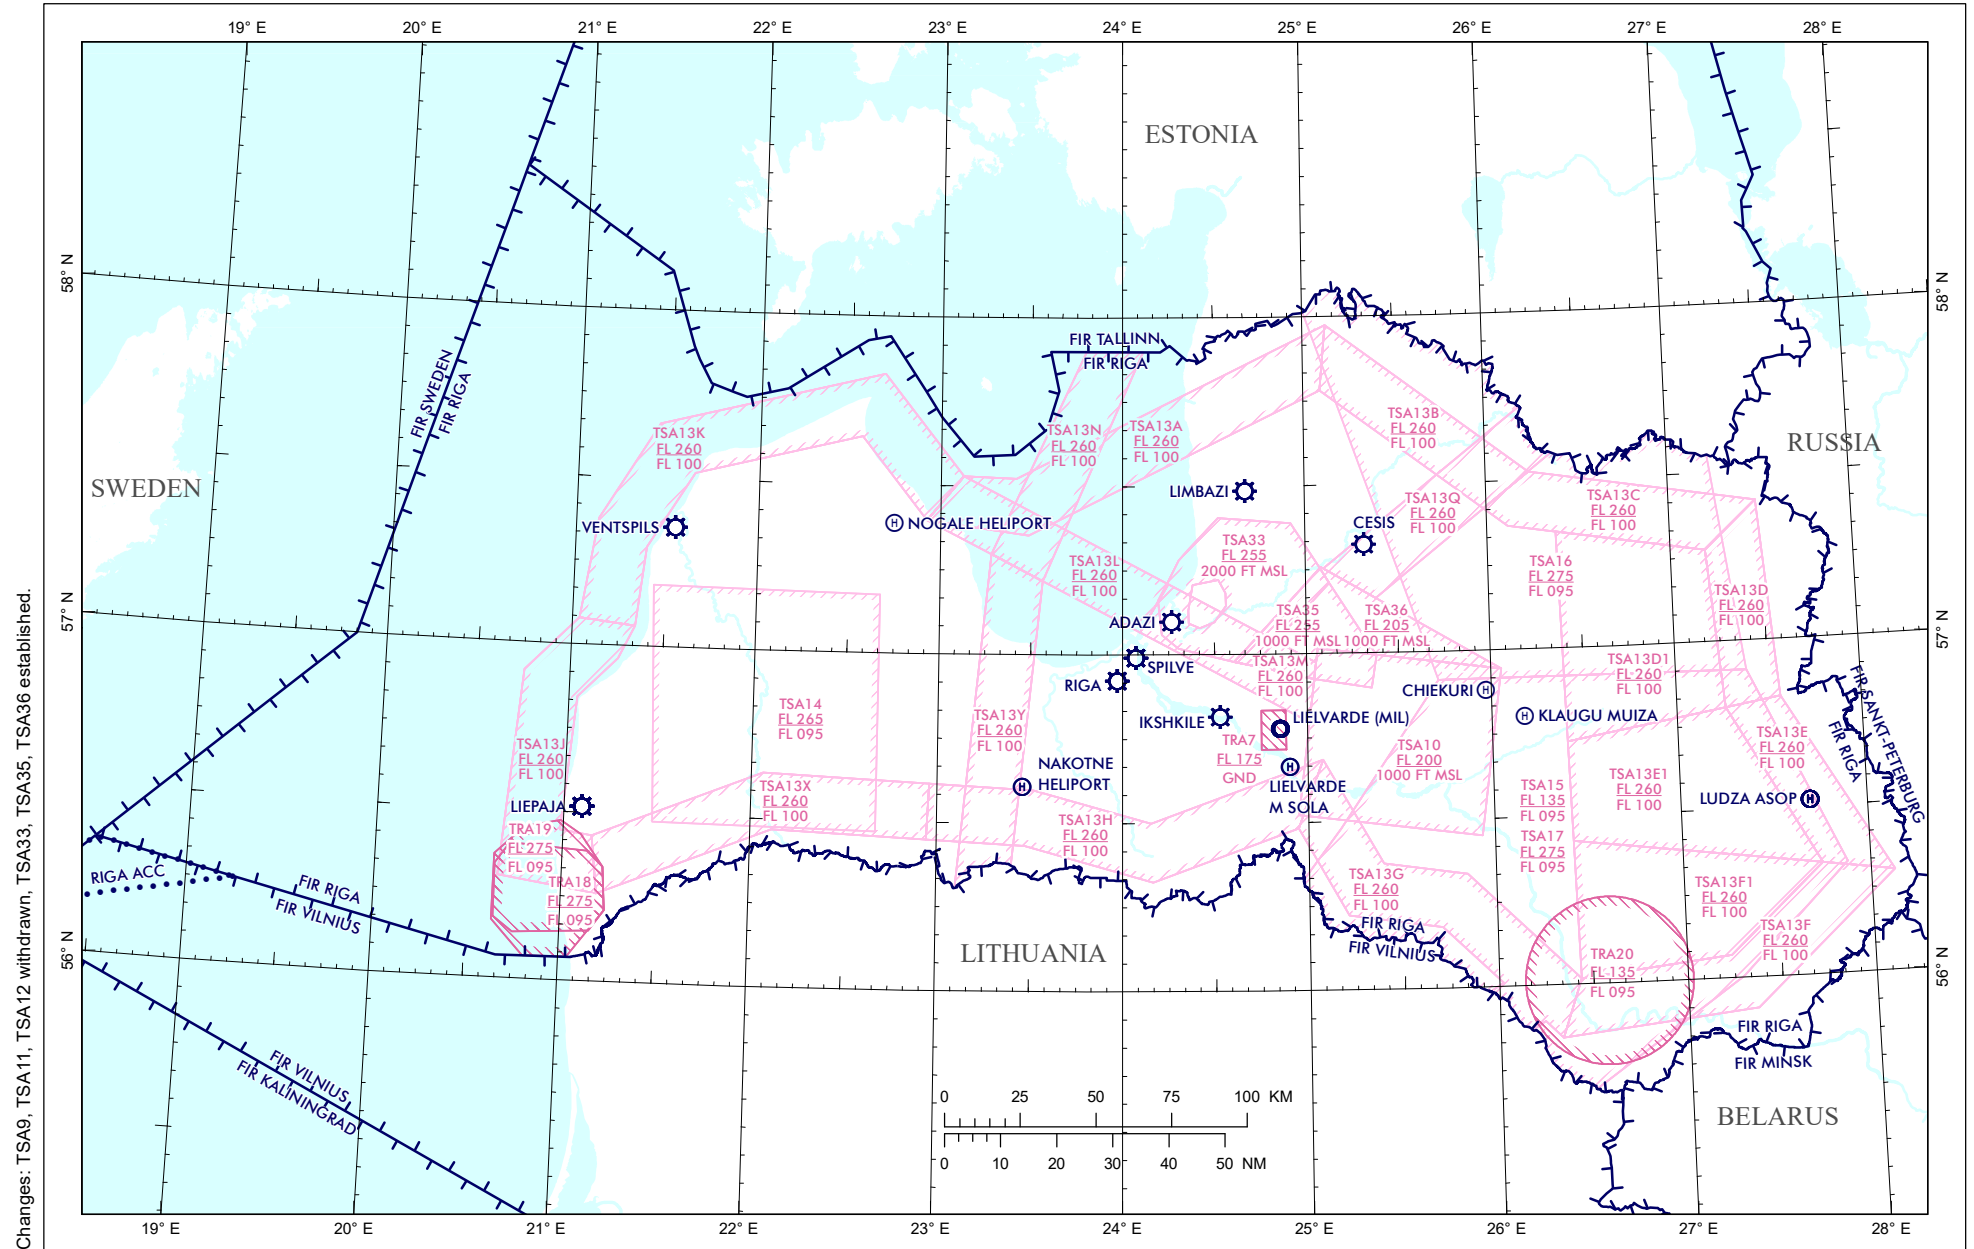 19° E
20° E
21° E
22° E
23° E
24° E
25° E
26° E
27° E
28° E
ESTONIA
58° N
58° N
FIR SWEDEN
FIR RIGA
FIR TALLINN
FIR RIGA
TSA13K
FL 260
FL 100
TSA13N
FL 260
FL 100
TSA13A
FL 260
FL 100
TSA13B
FL 260
FL 100
RUSSIA
SWEDEN
LIMBAZI
VENTSPILS
NOGALE HELIPORT
CESIS
TSA13Q
FL 260
FL 100
TSA13C
FL 260
FL 100
TSA33
FL 255
2000 FT MSL
TSA13L
FL 260
FL 100
TSA16
FL 275
FL 095
TSA13D
FL 260
FL 100
57° N
57° N
ADAZI
TSA35
FL 255
1000 FT MSL
TSA36
FL 205
1000 FT MSL
SPILVE
RIGA
TSA13M
FL 260
FL 100
CHIEKURI
TSA13D1
FL 260
FL 100
FIR SANKT-PETERBURG
FIR RIGA
TSA14
FL 265
FL 095
IKSHKILE
LIELVARDE (MIL)
KLAUGU MUIZA
TSA13J
FL 260
FL 100
TSA13Y
FL 260
FL 100
TRA7
FL 175
GND
TSA10
FL 200
1000 FT MSL
TSA13E
FL 260
FL 100
NAKOTNE
HELIPORT
LIELVARDE
M SOLA
LIEPAJA
TSA13X
FL 260
FL 100
TSA15
FL 135
FL 095
TSA13E1
FL 260
FL 100
LUDZA ASOP
TRA19
FL 275
FL 095
TSA13H
FL 260
FL 100
TSA17
FL 275
FL 095
RIGA ACC
FIR RIGA
FIR VILNIUS
TRA18
FL 275
FL 095
TSA13G
FL 260
FL 100
TSA13F1
FL 260
FL 100
FIR RIGA
FIR VILNIUS
TSA13F
FL 260
FL 100
56° N
56° N
LITHUANIA
TRA20
FL 135
FL 095
FIR RIGA
FIR MINSK
FIR VILNIUS
FIR KALININGRAD
0 25 50 75 100 KM
0 10 20 30 40 50 NM
BELARUS
19° E
20° E
21° E
22° E
23° E
24° E
25° E
26° E
27° E
28° E
Changes: TSA9, TSA11, TSA12 withdrawn, TSA33, TSA35, TSA36 established.